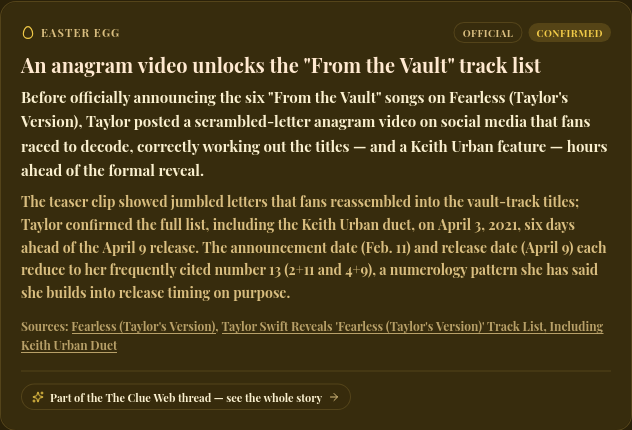 EASTER EGG
OFFICIAL
CONFIRMED
An anagram video unlocks the "From the Vault" track list
Before officially announcing the six "From the Vault" songs on Fearless (Taylor's
Version), Taylor posted a scrambled-letter anagram video on social media that fans
raced to decode, correctly working out the titles — and a Keith Urban feature — hours
ahead of the formal reveal.
The teaser clip showed jumbled letters that fans reassembled into the vault-track titles;
Taylor confirmed the full list, including the Keith Urban duet, on April 3, 2021, six days
ahead of the April 9 release. The announcement date (Feb. 11) and release date (April 9) each
reduce to her frequently cited number 13 (2+11 and 4+9), a numerology pattern she has said
she builds into release timing on purpose.
Sources: Fearless (Taylor's Version), Taylor Swift Reveals 'Fearless (Taylor's Version)' Track List, Including
Keith Urban Duet
Part of the The Clue Web thread — see the whole story →